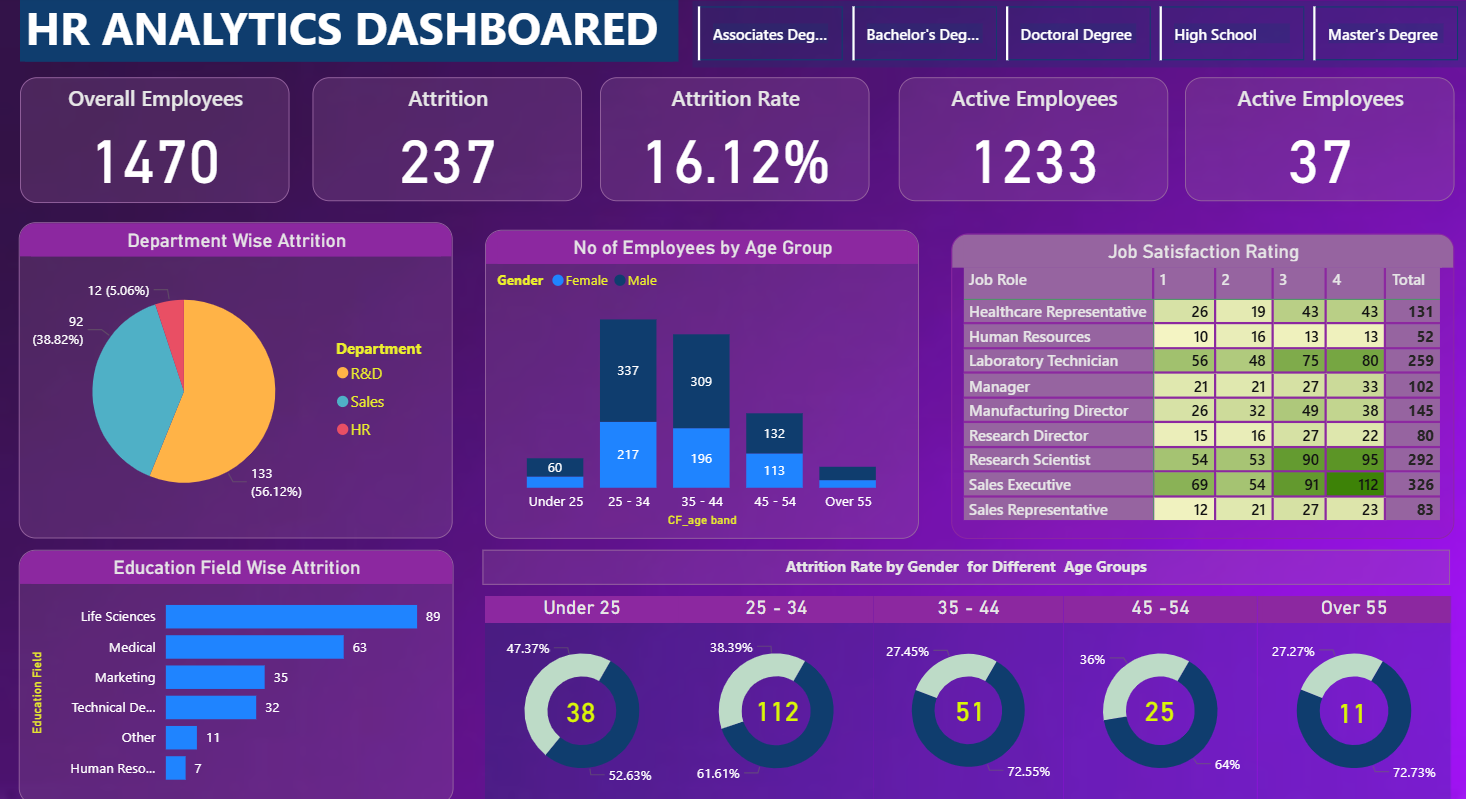 HR ANALYTICS DASHBOARED
Associates Deg...
Bachelor's Deg...
Doctoral Degree
High School
Master's Degree
Overall Employees
1470
Attrition
237
Attrition Rate
16.12%
Active Employees
1233
Active Employees
37
Department Wise Attrition
12 (5.06%)
92
(38.82%)
133
(56.12%)
Department
R&D
Sales
HR
No of Employees by Age Group
Gender Female Male
60
337
217
309
196
132
113
Under 25 25 - 34 35 - 44 45 - 54 Over 55
CF_age band
Job Satisfaction Rating
Job Role 1 2 3 4 Total
Healthcare Representative 26 19 43 43 131
Human Resources 10 16 13 13 52
Laboratory Technician 56 48 75 80 259
Manager 21 21 27 33 102
Manufacturing Director 26 32 49 38 145
Research Director 15 16 27 22 80
Research Scientist 54 53 90 95 292
Sales Executive 69 54 91 112 326
Sales Representative 12 21 27 23 83
Education Field Wise Attrition
Education Field
Life Sciences 89
Medical 63
Marketing 35
Technical De... 32
Other 11
Human Reso... 7
Attrition Rate by Gender for Different Age Groups
Under 25
47.37%
38
52.63%
25 - 34
38.39%
112
61.61%
35 - 44
27.45%
51
72.55%
45 -54
36%
25
64%
Over 55
27.27%
11
72.73%